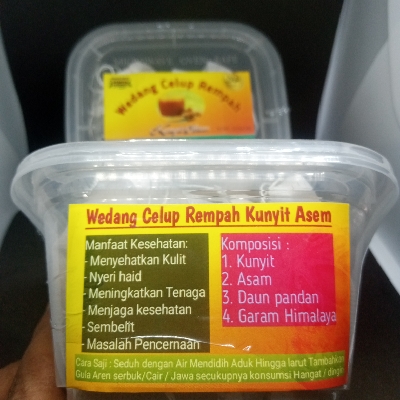 Wedang Celup Rempah
Wedang Celup Rempah Kunyit Asem
Manfaat Kesehatan:
- Menyehatkan Kulit
- Nyeri haid
- Meningkatkan Tenaga
- Menjaga kesehatan
- Sembelit
- Masalah Pencernaan
Komposisi :
1. Kunyit
2. Asam
3. Daun pandan
4. Garam Himalaya
Cara Saji : Seduh dengan Air Mendidih Aduk Hingga larut Tambahkan
Gula Aren serbuk/Cair / Jawa secukupnya konsumsi Hangat / dingin